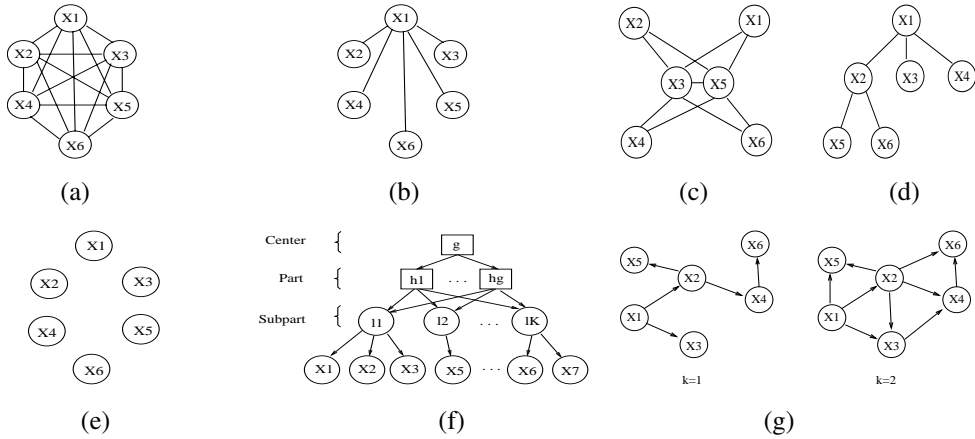 X1
X2
X3
X4
X5
X6
(a)
X1
X2
X3
X4
X5
X6
(b)
X2
X1
X3
X5
X4
X6
(c)
X1
X2
X3
X4
X5
X6
(d)
X1
X2
X3
X4
X5
X6
(e)
Center
g
Part
h1 . . . hg
Subpart
l1 l2 . . . lK
X1 X2 X3 X5 . . . X6 X7
(f)
X6
X5
X2
X4
X1
X3
k=1
X5
X6
X2
X4
X1
X3
k=2
(g)